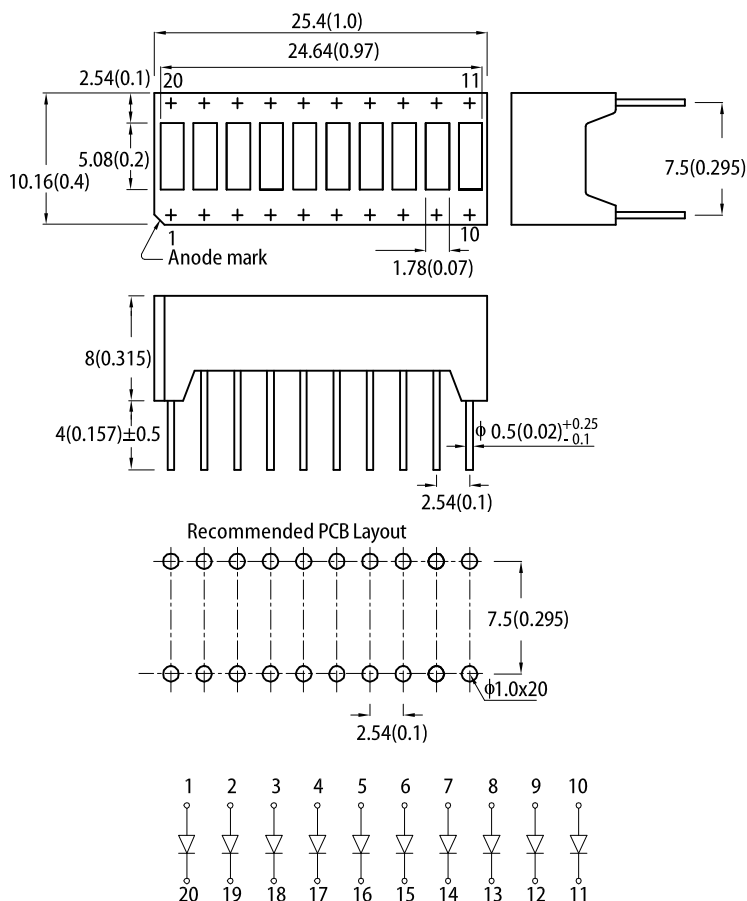 25.4(1.0)
24.64(0.97)
2.54(0.1)
20
11
5.08(0.2)
10.16(0.4)
7.5(0.295)
1
10
Anode mark
1.78(0.07)
8(0.315)
4(0.157)±0.5
ϕ 0.5(0.02)+0.25
- 0.1
2.54(0.1)
Recommended PCB Layout
7.5(0.295)
ϕ1.0x20
2.54(0.1)
1 2 3 4 5 6 7 8 9 10
20 19 18 17 16 15 14 13 12 11